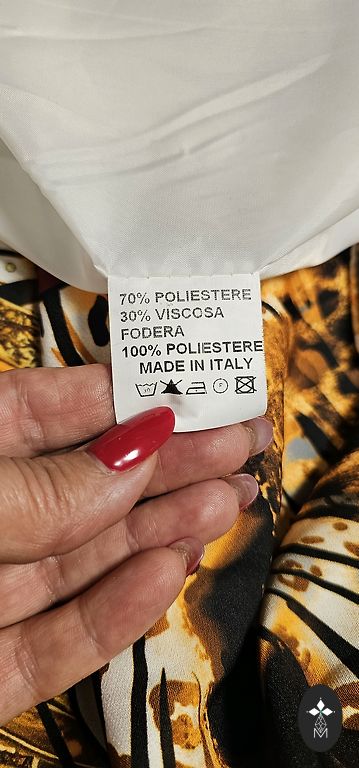 70% POLIESTERE
30% VISCOSA
FODERA
100% POLIESTERE
MADE IN ITALY
M